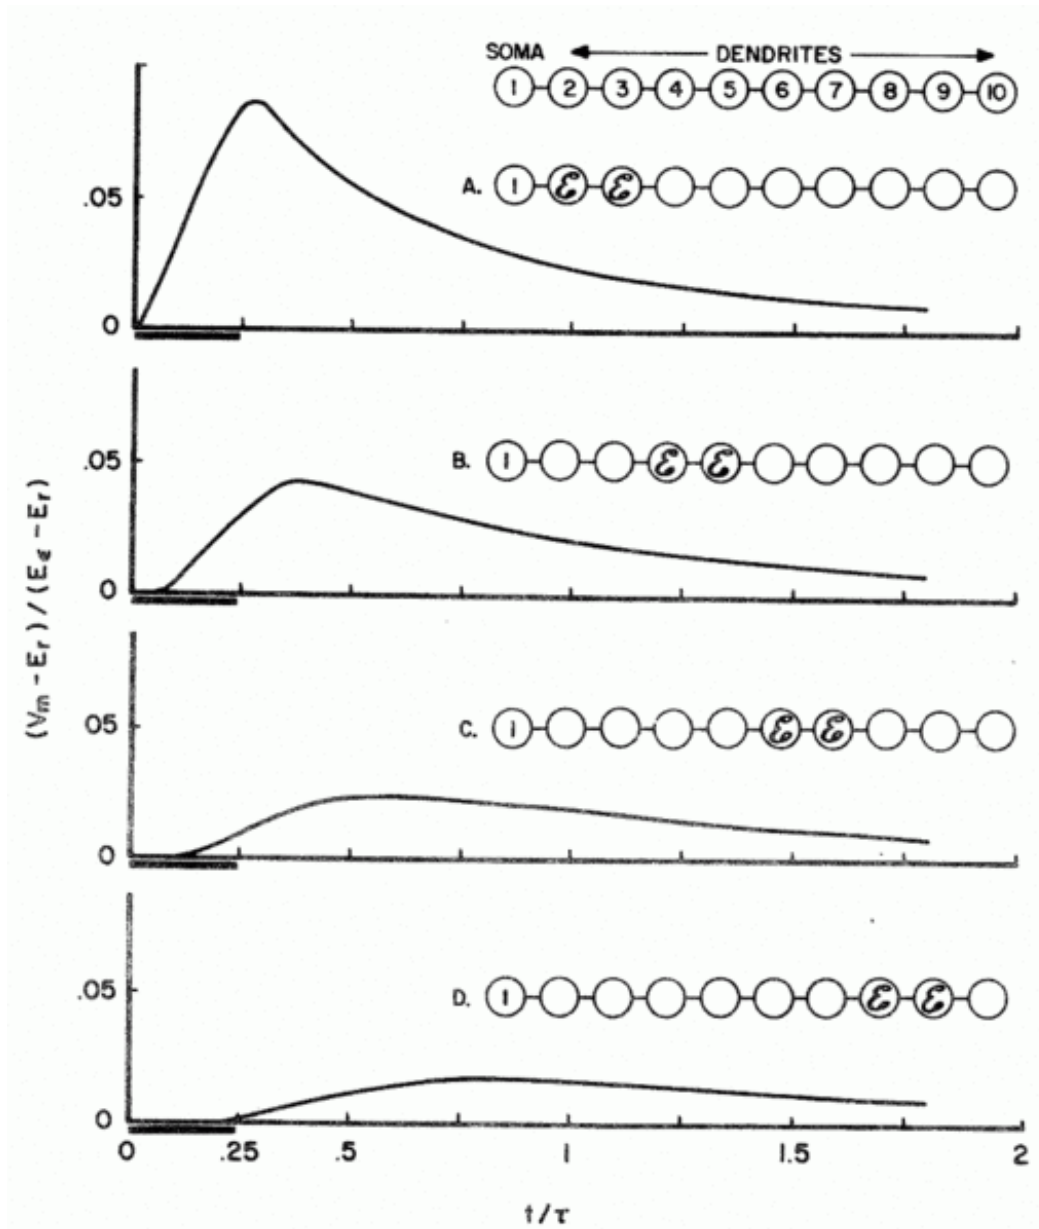 SOMA DENDRITES
1 2 3 4 5 6 7 8 9 10
A. 1 ℰ ℰ
.05
0
B. 1 ℰ ℰ
.05
0
(Vm - Er) / (Eℰ - Er)
C. 1 ℰ ℰ
05
0
D. 1 ℰ ℰ
.05
0
0 .25 .5 1 1.5 2
t/τ